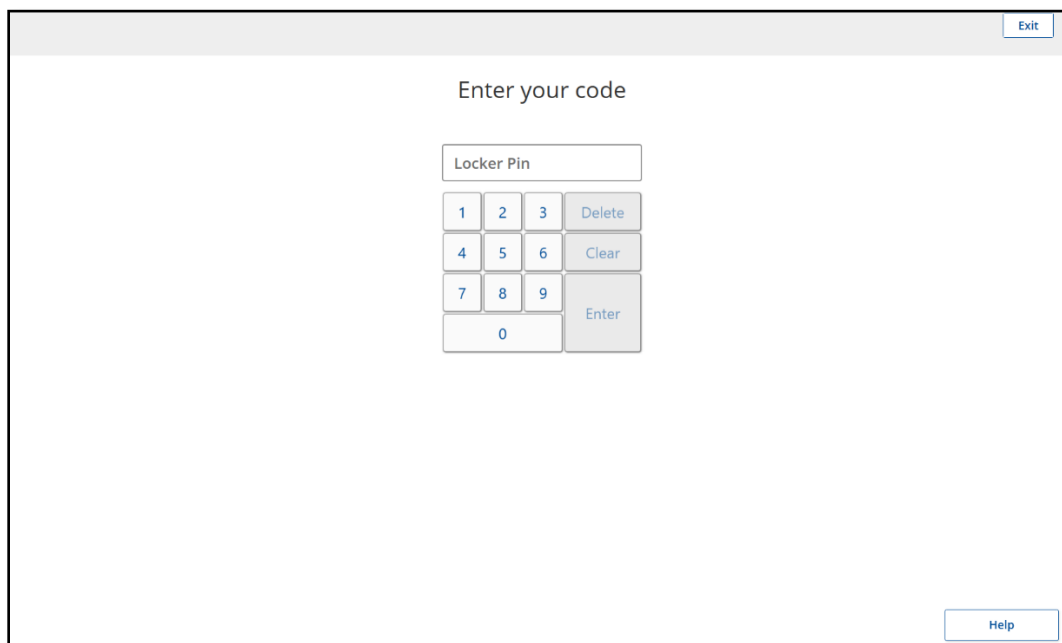 Exit
Enter your code
Locker Pin
1 2 3 Delete
4 5 6 Clear
7 8 9
Enter
0
Help